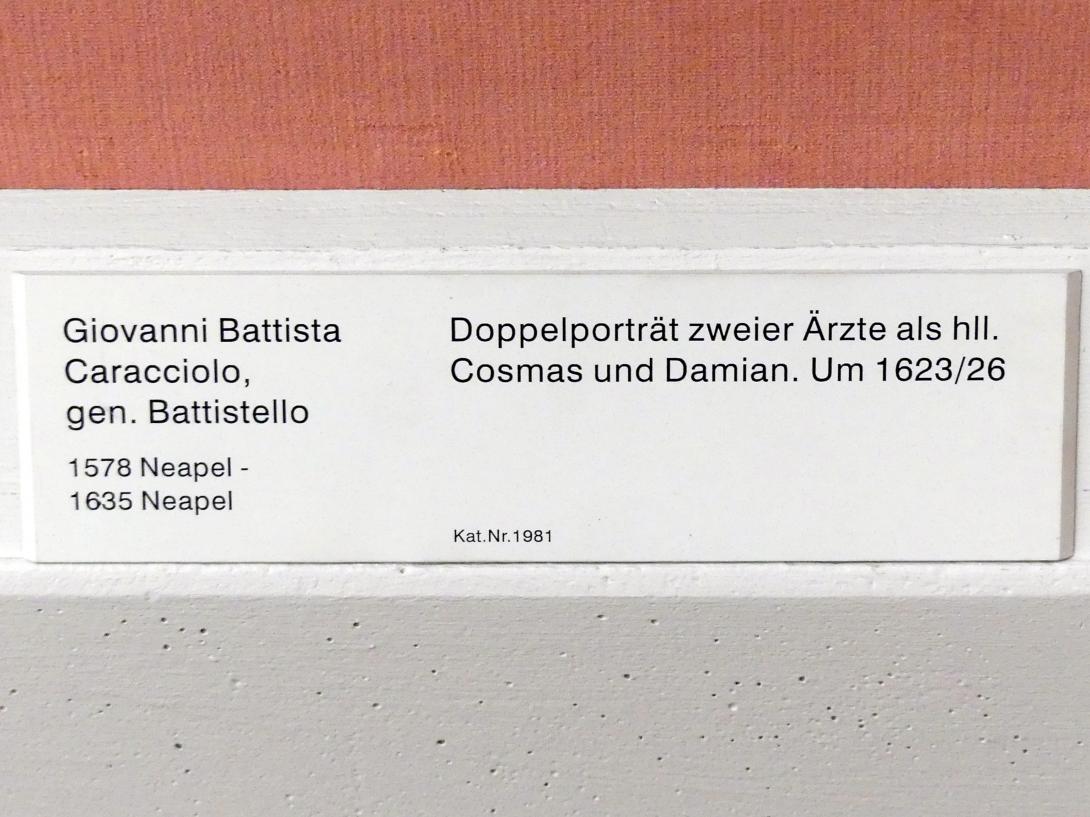 Giovanni Battista
Caracciolo,
gen. Battistello
1578 Neapel -
1635 Neapel
Doppelporträt zweier Ärzte als hll.
Cosmas und Damian. Um 1623/26
Kat.Nr.1981